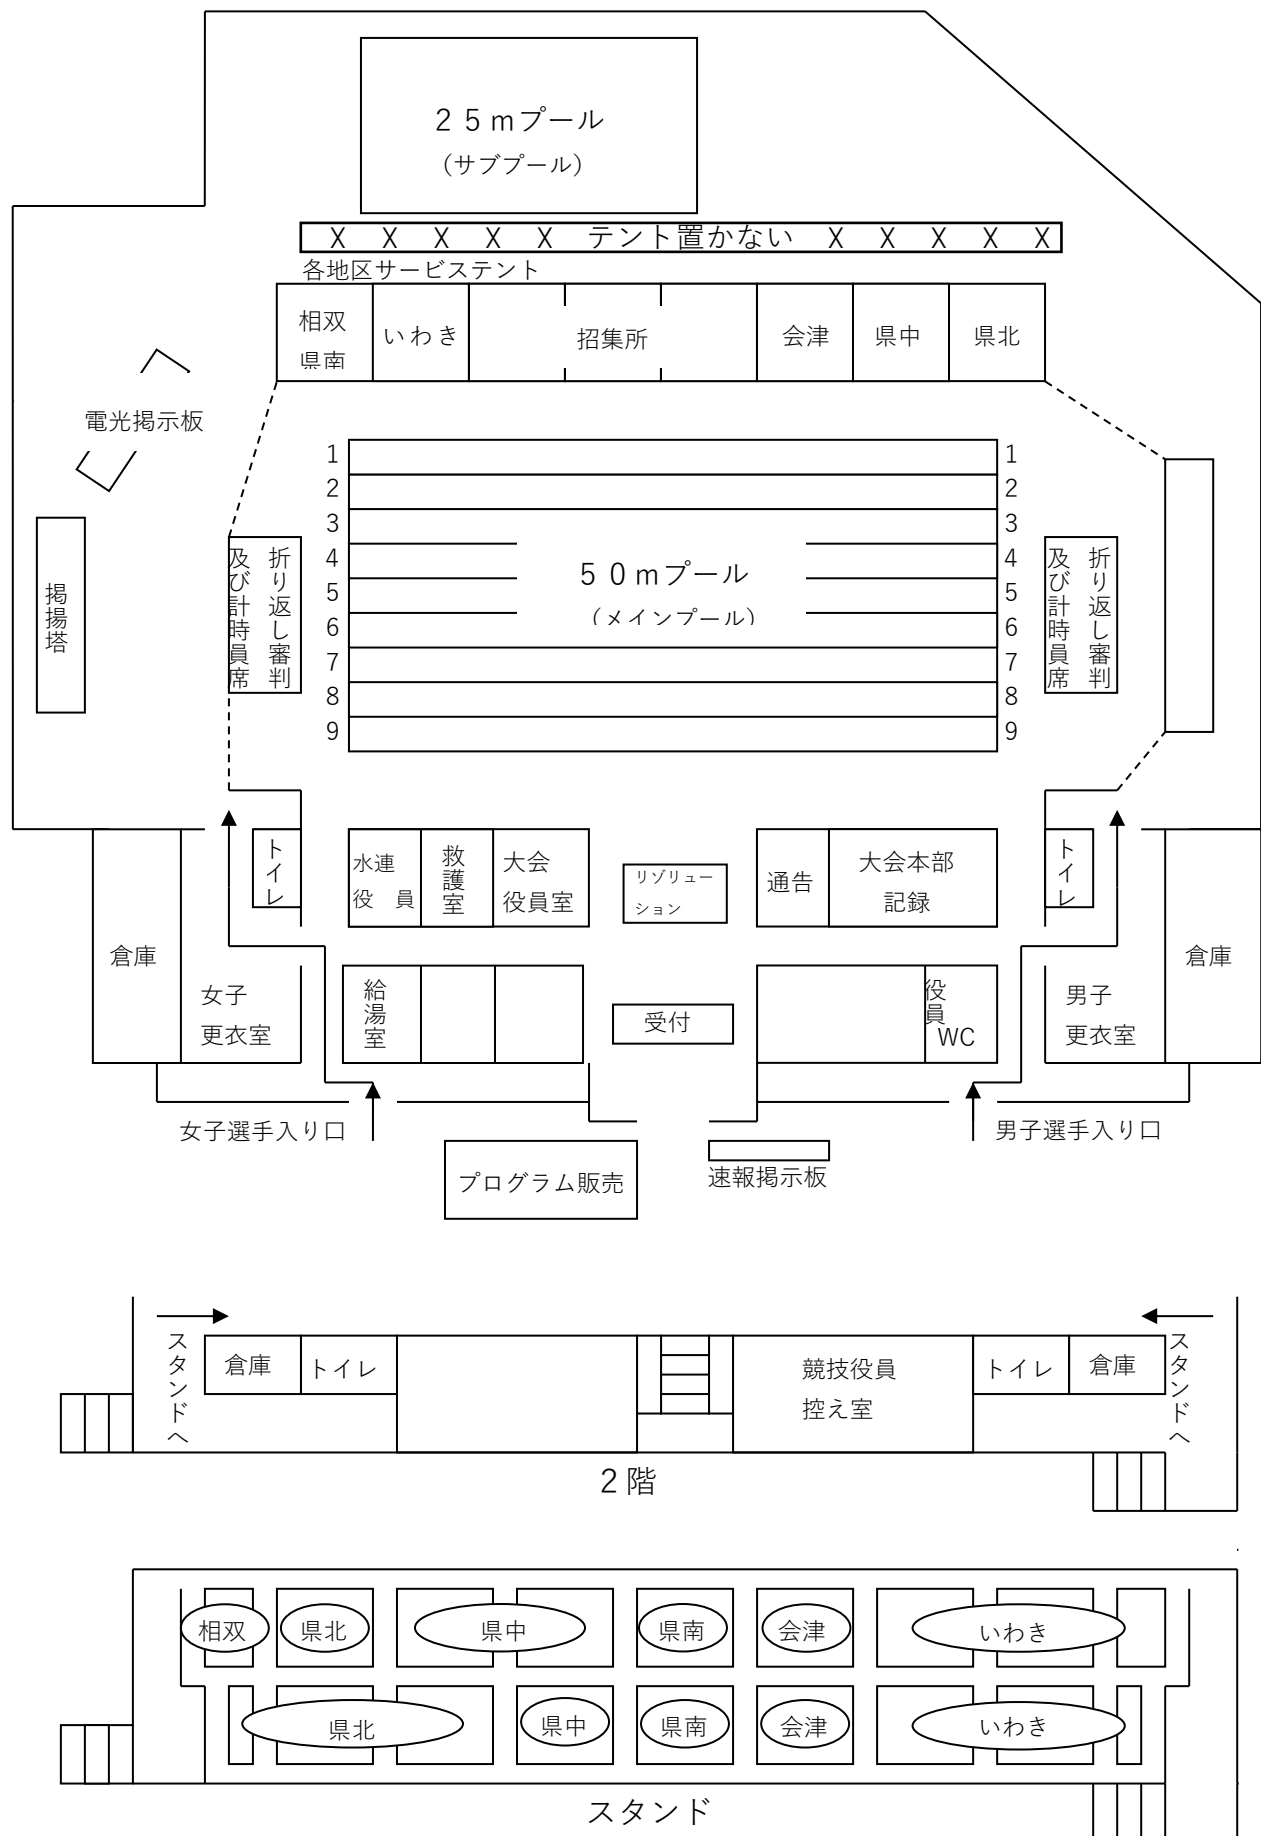 ２５ｍプール
（サブプール）
X X X X X テント置かない X X X X X
各地区サービステント
相双
県南
いわき
招集所
会津
県中
県北
電光掲示板
掲揚塔
1
2
3
4
5
6
7
8
9
５０ｍプール
（メインプール）
1
2
3
4
5
6
7
8
9
折り返し審判
及び計時員席
折り返し審判
及び計時員席
トイレ
水連
役　員
救護室
大会
役員室
リゾリュー
ション
通告
大会本部
記録
トイレ
倉庫
女子
更衣室
給湯室
受付
役員
WC
男子
更衣室
倉庫
女子選手入り口
男子選手入り口
プログラム販売
速報掲示板
スタンドへ
倉庫
トイレ
競技役員
控え室
トイレ
倉庫
スタンドへ
２階
相双
県北
県中
県南
会津
いわき
県北
県中
県南
会津
いわき
スタンド